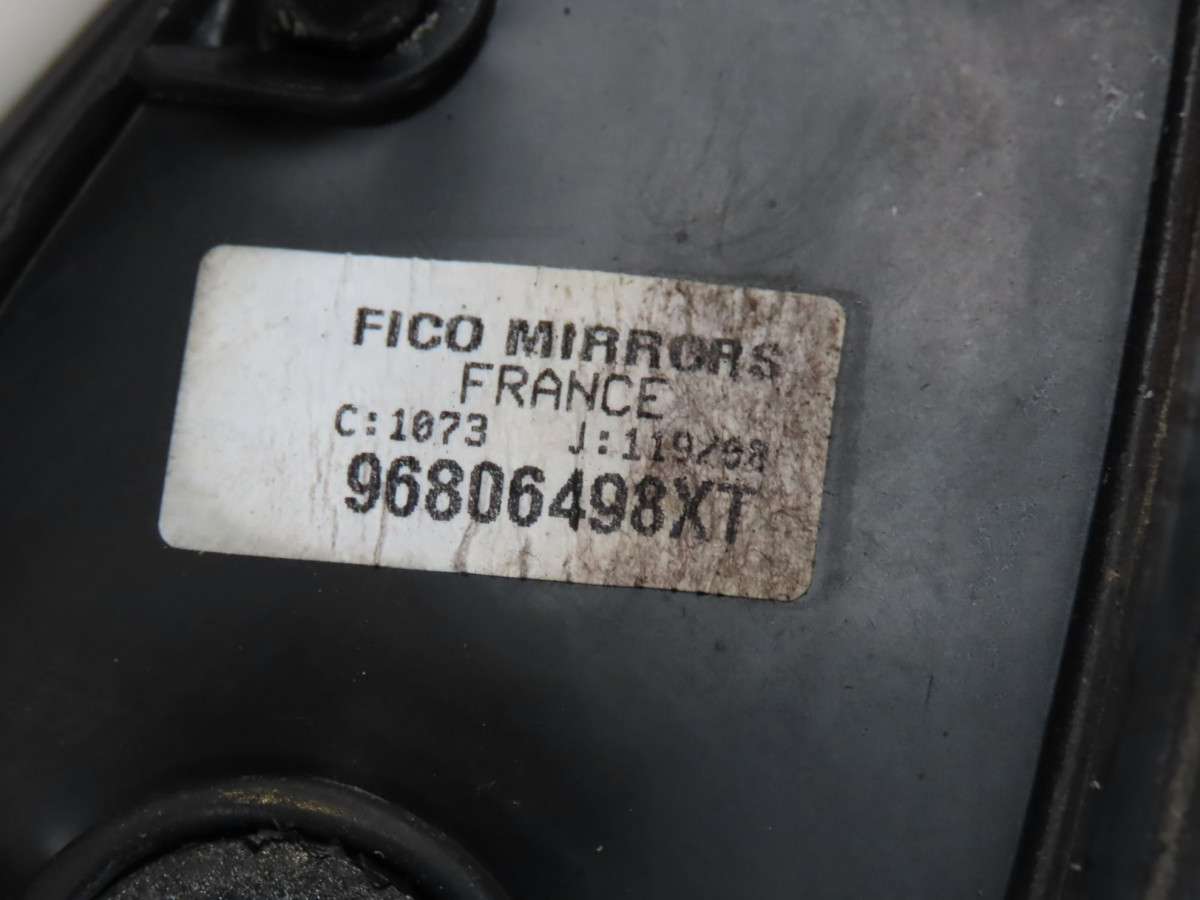 FICO MIRRORS
FRANCE
C:1073 J:119/08
96806498XT